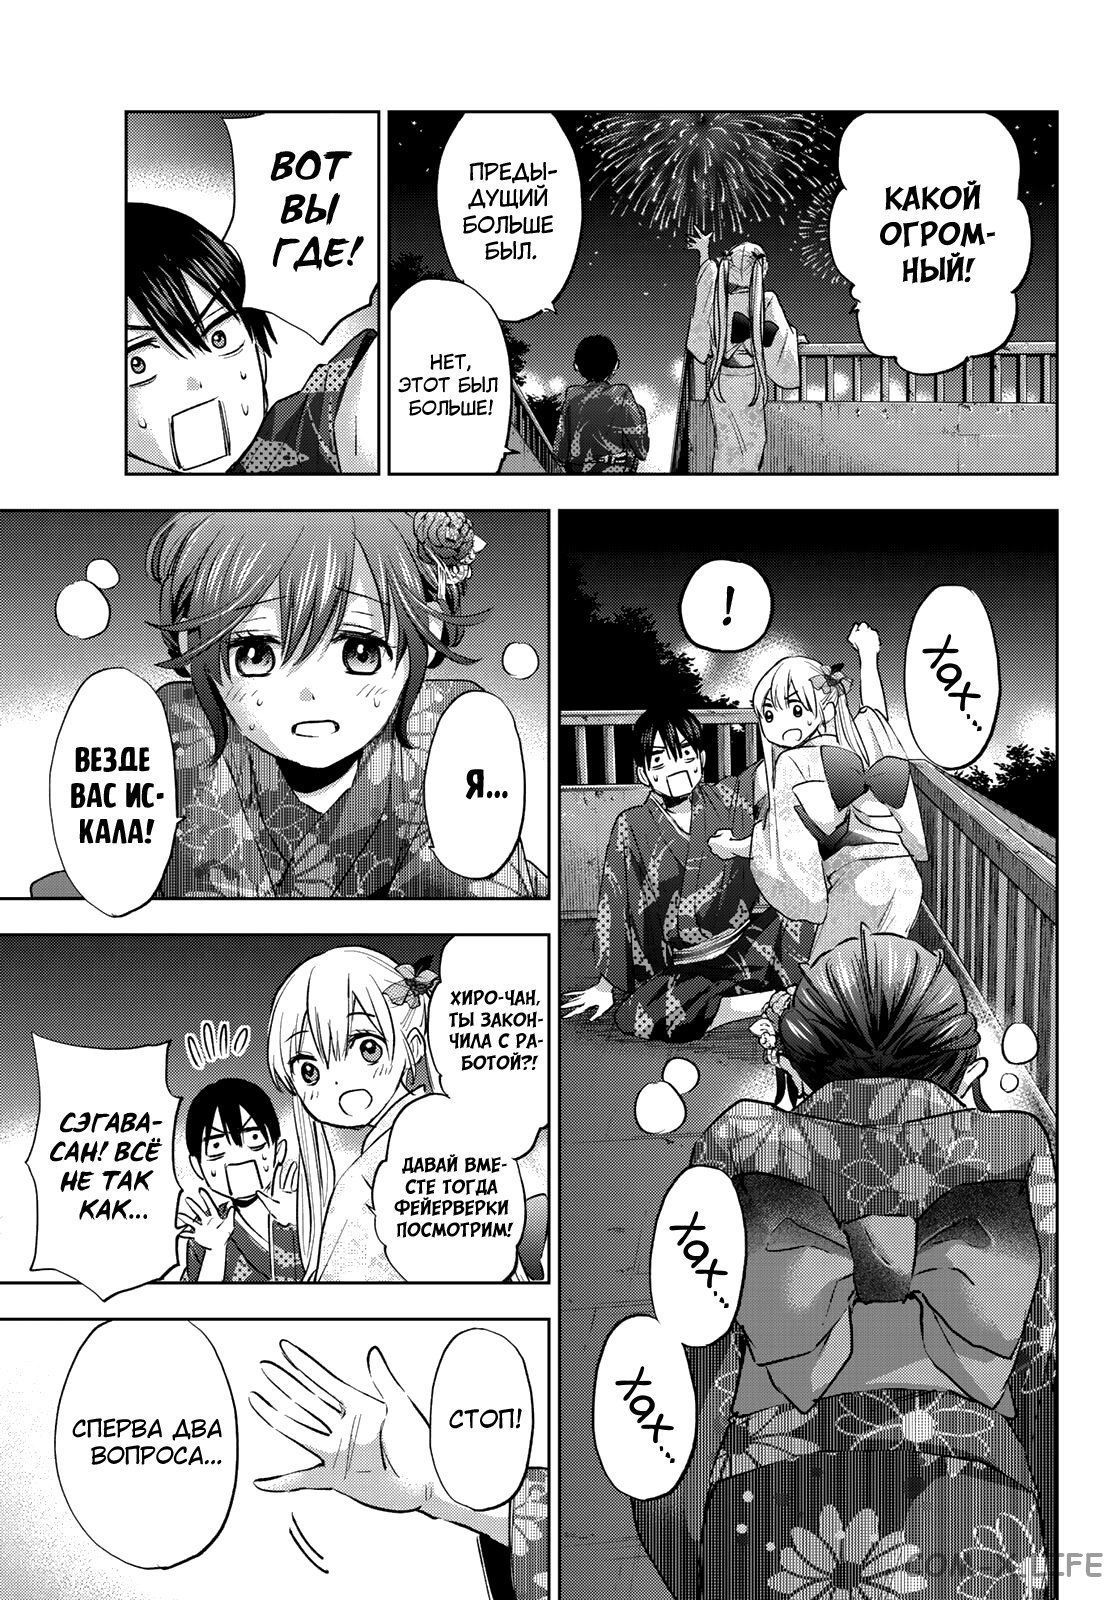 КАКОЙ
ОГРОМ-
НЫЙ!
ПРЕДЫ-
ДУЩИЙ
БОЛЬШЕ
БЫЛ.
НЕТ,
ЭТОТ БЫЛ
БОЛЬШЕ!
ВОТ
ВЫ
ГДЕ!
!
ХАХ...
ХАХ...
ХАХ...
Я...
ВЕЗДЕ
ВАС ИС-
КАЛА!
ХИРО-ЧАН,
ТЫ ЗАКОН-
ЧИЛА С РА-
БОТОЙ?!
ДАВАЙ ВМЕ-
СТЕ ТОГДА
ФЕЙЕРВЕРКИ
ПОСМОТРИМ!
СЭГАВА-
САН! ВСЁ
НЕ ТАК
КАК...
СТОП!
СПЕРВА ДВА
ВОПРОСА...
LIFE